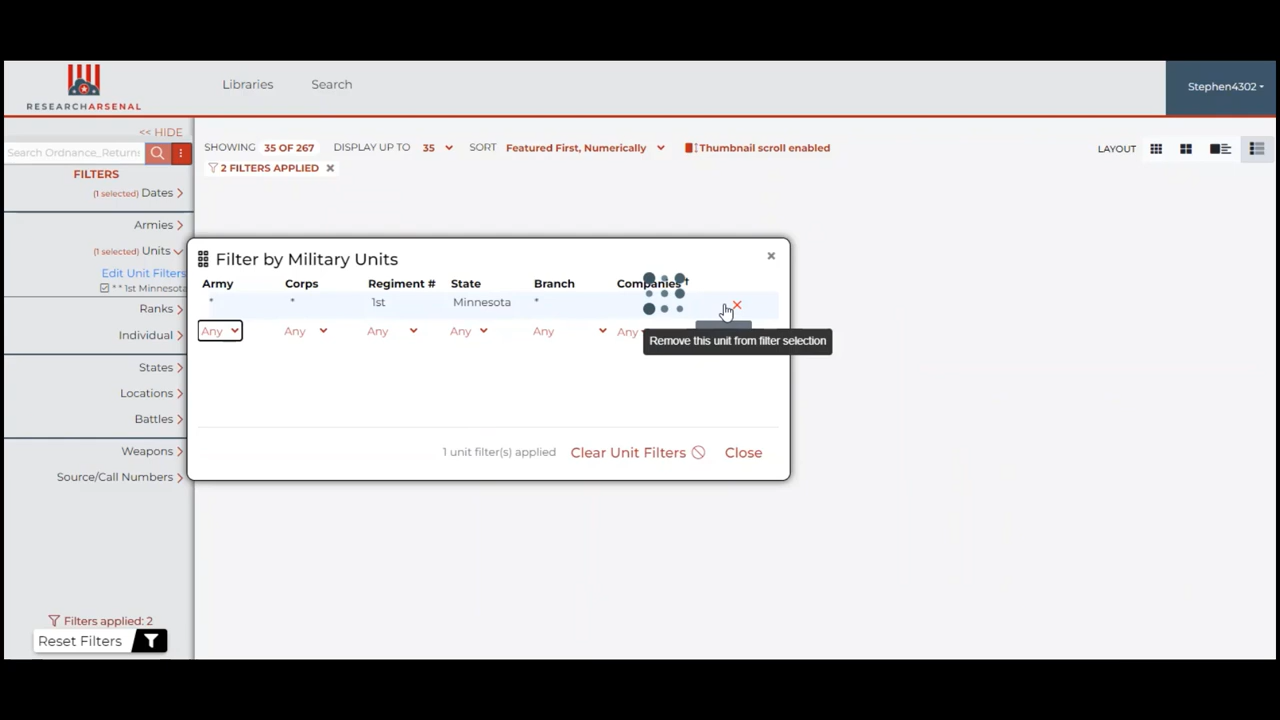 RESEARCHARSENAL
Libraries
Search
Stephen4302
<< HIDE
Search Ordnance_Returns
SHOWING 35 OF 267 DISPLAY UP TO 35 SORT Featured First, Numerically Thumbnail scroll enabled
LAYOUT
2 FILTERS APPLIED ×
FILTERS
(1 selected) Dates
Armies
(1 selected) Units
Edit Unit Filters
* * 1st Minnesota
Ranks
Individual
States
Locations
Battles
Weapons
Source/Call Numbers
Filter by Military Units ×
Army Corps Regiment # State Branch Companies
* * 1st Minnesota *
Any Any Any Any Any Any
Remove this unit from filter selection
1 unit filter(s) applied Clear Unit Filters Close
Filters applied: 2
Reset Filters